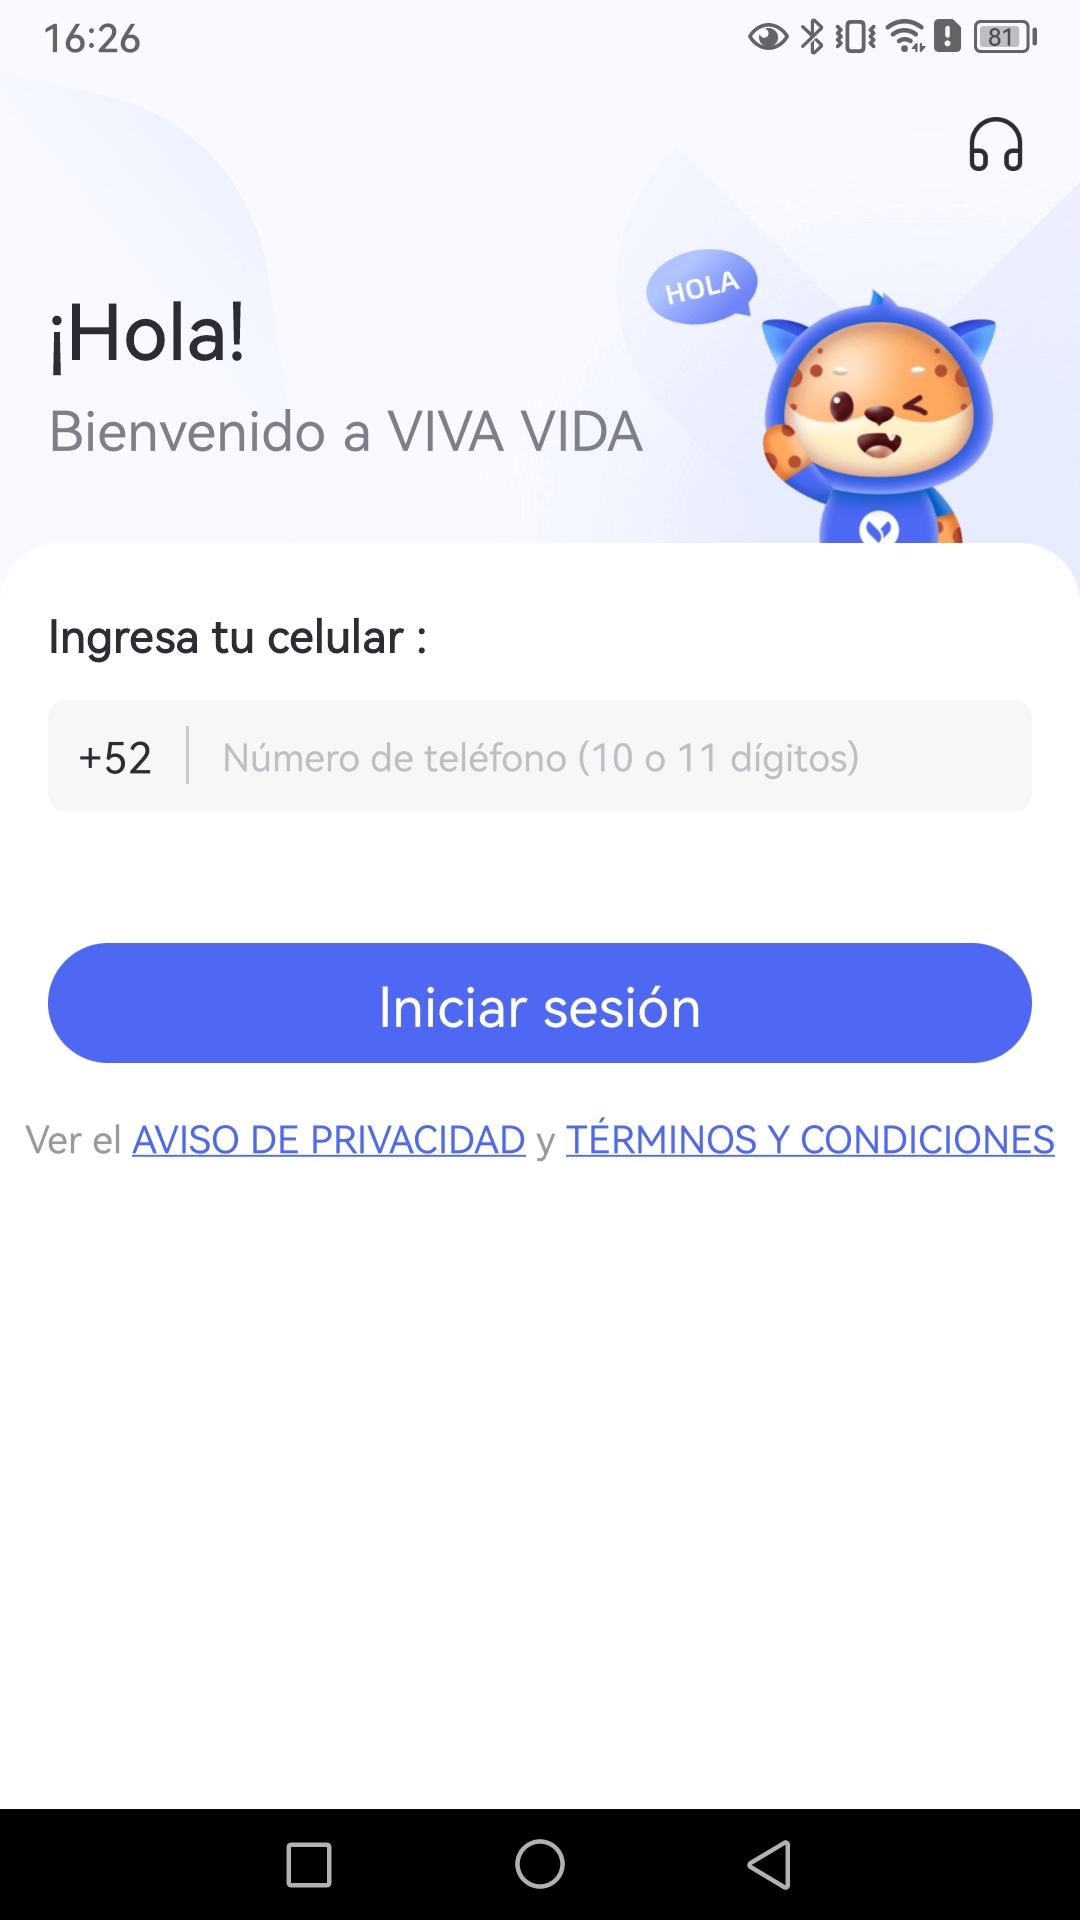 16:26
81
HOLA
¡Hola!
Bienvenido a VIVA VIDA
Ingresa tu celular :
+52 Número de teléfono (10 o 11 dígitos)
Iniciar sesión
Ver el AVISO DE PRIVACIDAD y TÉRMINOS Y CONDICIONES